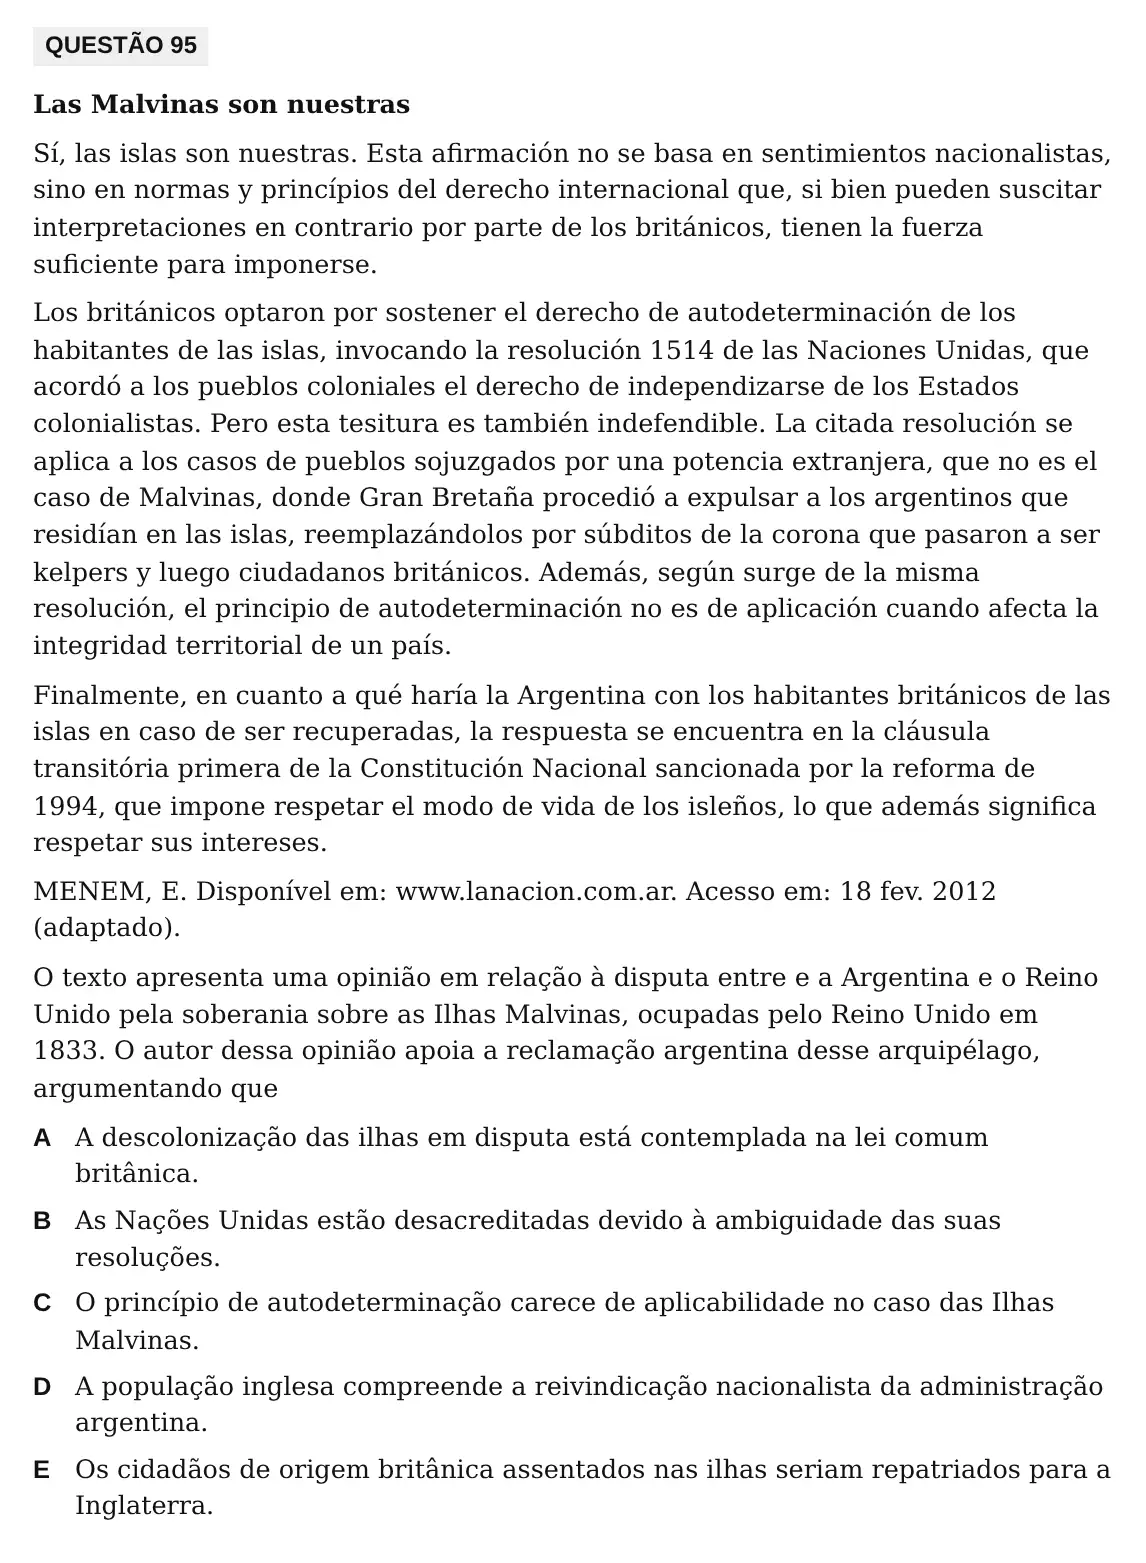 QUESTÃO 95
Las Malvinas son nuestras
Sí, las islas son nuestras. Esta afirmación no se basa en sentimientos nacionalistas,
sino en normas y princípios del derecho internacional que, si bien pueden suscitar
interpretaciones en contrario por parte de los británicos, tienen la fuerza
suficiente para imponerse.
Los británicos optaron por sostener el derecho de autodeterminación de los
habitantes de las islas, invocando la resolución 1514 de las Naciones Unidas, que
acordó a los pueblos coloniales el derecho de independizarse de los Estados
colonialistas. Pero esta tesitura es también indefendible. La citada resolución se
aplica a los casos de pueblos sojuzgados por una potencia extranjera, que no es el
caso de Malvinas, donde Gran Bretaña procedió a expulsar a los argentinos que
residían en las islas, reemplazándolos por súbditos de la corona que pasaron a ser
kelpers y luego ciudadanos británicos. Además, según surge de la misma
resolución, el principio de autodeterminación no es de aplicación cuando afecta la
integridad territorial de un país.
Finalmente, en cuanto a qué haría la Argentina con los habitantes británicos de las
islas en caso de ser recuperadas, la respuesta se encuentra en la cláusula
transitória primera de la Constitución Nacional sancionada por la reforma de
1994, que impone respetar el modo de vida de los isleños, lo que además significa
respetar sus intereses.
MENEM, E. Disponível em: www.lanacion.com.ar. Acesso em: 18 fev. 2012
(adaptado).
O texto apresenta uma opinião em relação à disputa entre e a Argentina e o Reino
Unido pela soberania sobre as Ilhas Malvinas, ocupadas pelo Reino Unido em
1833. O autor dessa opinião apoia a reclamação argentina desse arquipélago,
argumentando que
A A descolonização das ilhas em disputa está contemplada na lei comum
britânica.
B As Nações Unidas estão desacreditadas devido à ambiguidade das suas
resoluções.
C O princípio de autodeterminação carece de aplicabilidade no caso das Ilhas
Malvinas.
D A população inglesa compreende a reivindicação nacionalista da administração
argentina.
E Os cidadãos de origem britânica assentados nas ilhas seriam repatriados para a
Inglaterra.